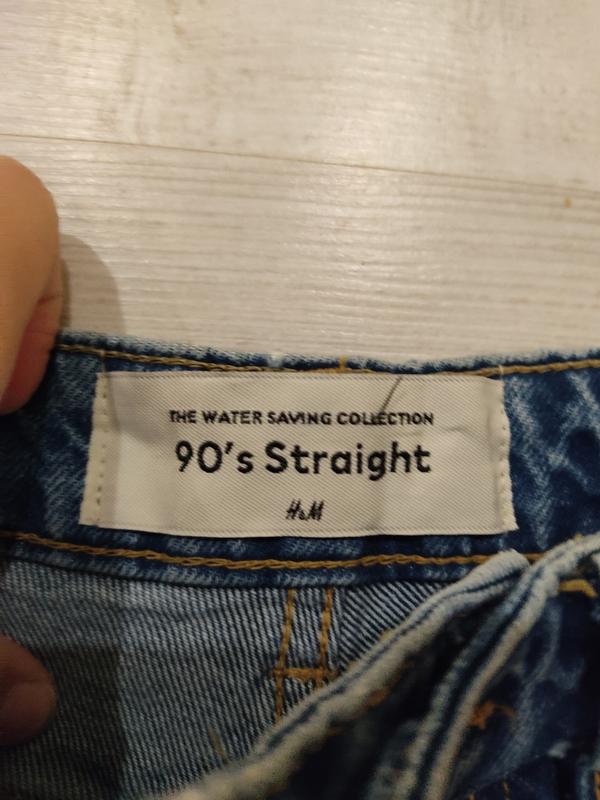 THE WATER SAVING COLLECTION
90's Straight
H&M